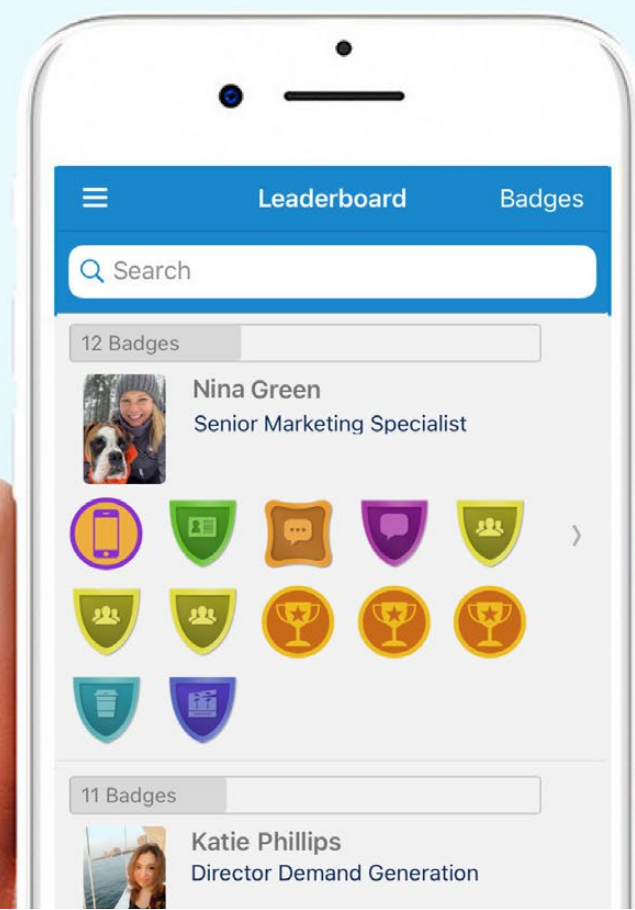 Leaderboard Badges
Search
12 Badges
Nina Green
Senior Marketing Specialist
11 Badges
Katie Phillips
Director Demand Generation